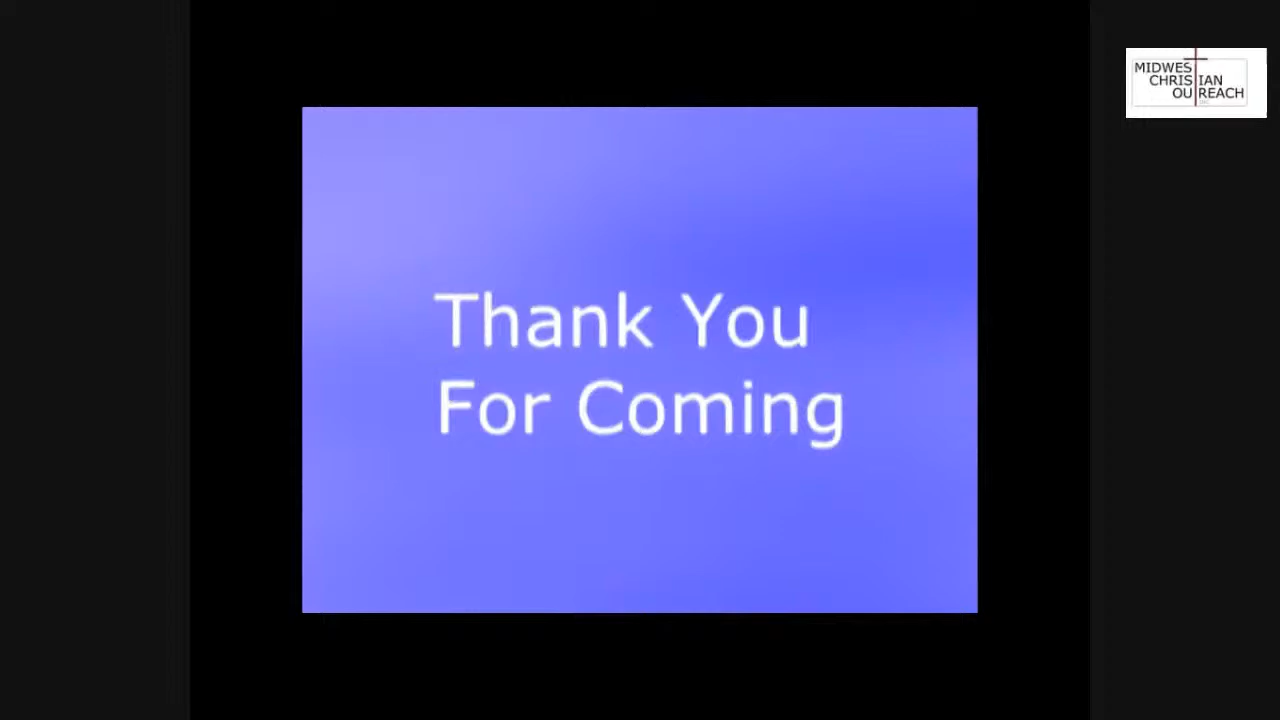 MIDWEST
CHRISTIAN
OUTREACH
Thank You
For Coming